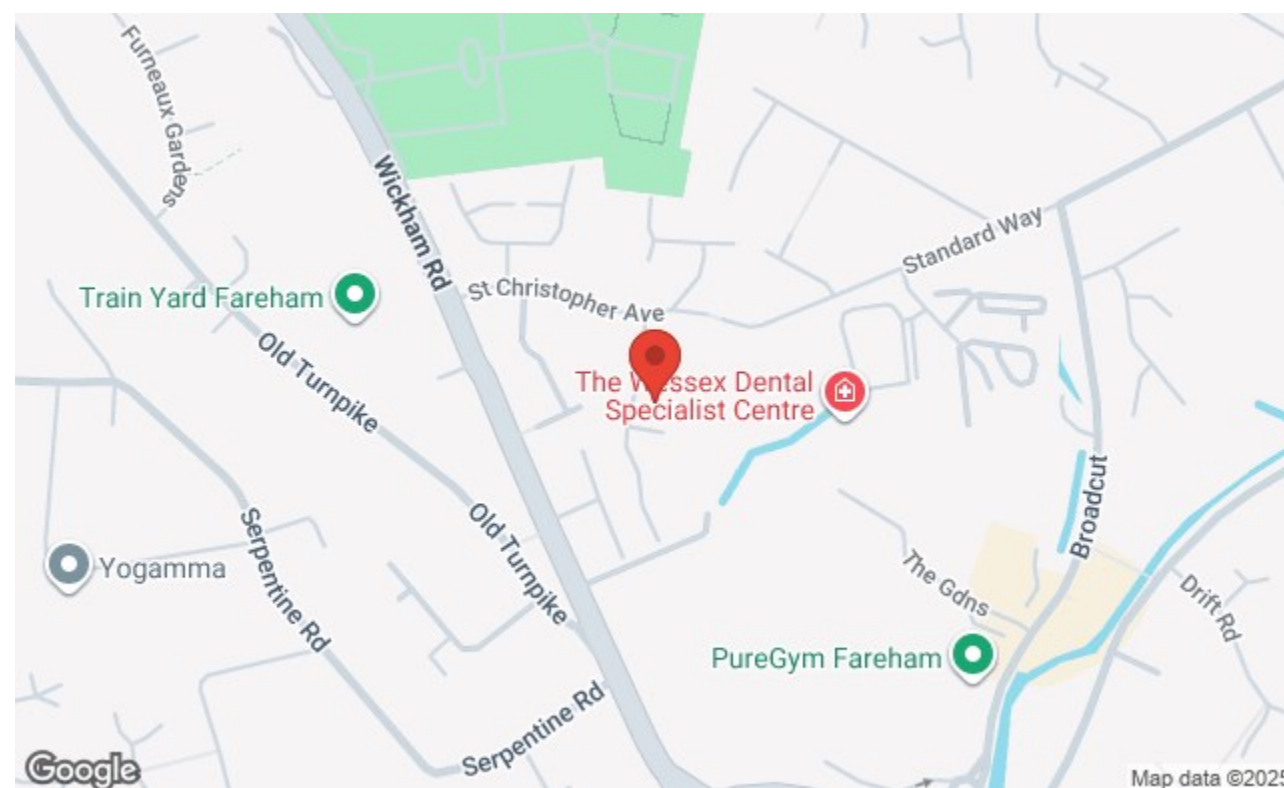 Furneaux Gardens
Wickham Rd
Standard Way
St Christopher Ave
Train Yard Fareham
Old Turnpike
The Wessex Dental
Specialist Centre
Broadcut
Serpentine Rd
Old Turnpike
Yogamma
The Gdns
Drift Rd
PureGym Fareham
Serpentine Rd
Google
Map data ©2025